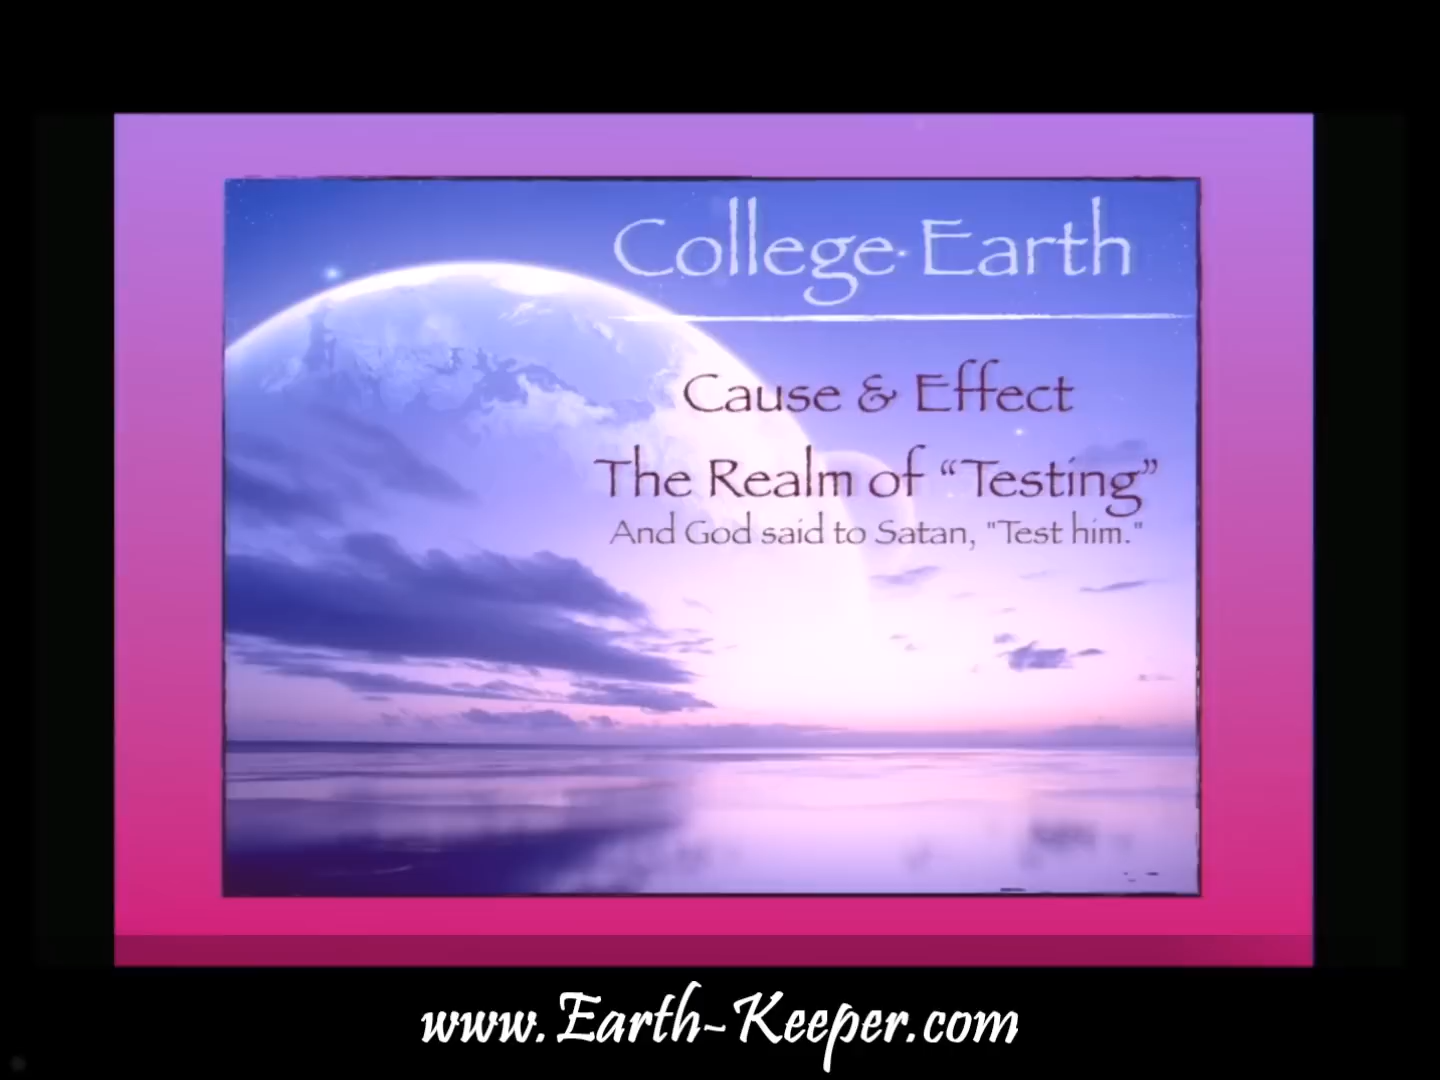 College Earth
Cause & Effect
The Realm of “Testing”
And God said to Satan, "Test him."
www.Earth-Keeper.com